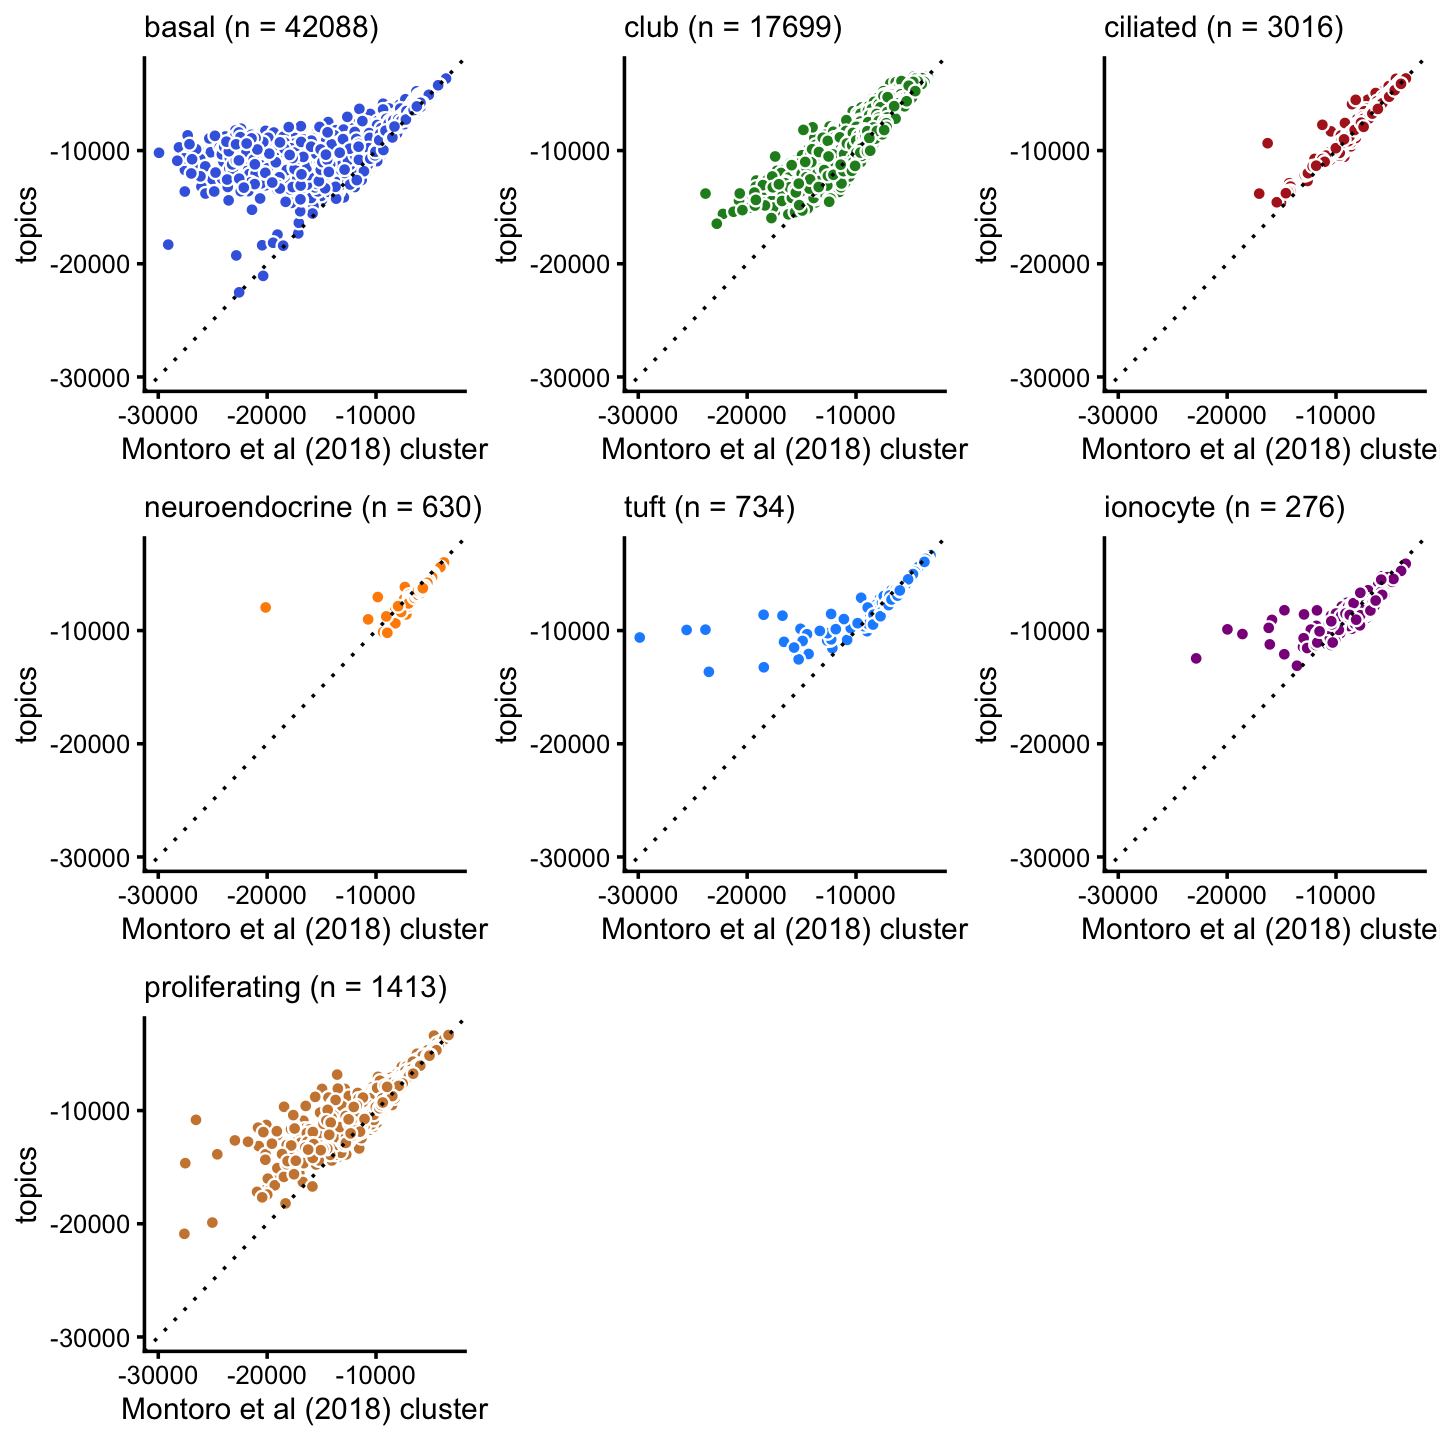 basal (n = 42088)
topics
-10000
-20000
-30000
-30000 -20000 -10000
Montoro et al (2018) cluster
club (n = 17699)
topics
-10000
-20000
-30000
-30000 -20000 -10000
Montoro et al (2018) cluster
ciliated (n = 3016)
topics
-10000
-20000
-30000
-30000 -20000 -10000
Montoro et al (2018) cluste
neuroendocrine (n = 630)
topics
-10000
-20000
-30000
-30000 -20000 -10000
Montoro et al (2018) cluster
tuft (n = 734)
topics
-10000
-20000
-30000
-30000 -20000 -10000
Montoro et al (2018) cluster
ionocyte (n = 276)
topics
-10000
-20000
-30000
-30000 -20000 -10000
Montoro et al (2018) cluste
proliferating (n = 1413)
topics
-10000
-20000
-30000
-30000 -20000 -10000
Montoro et al (2018) cluster